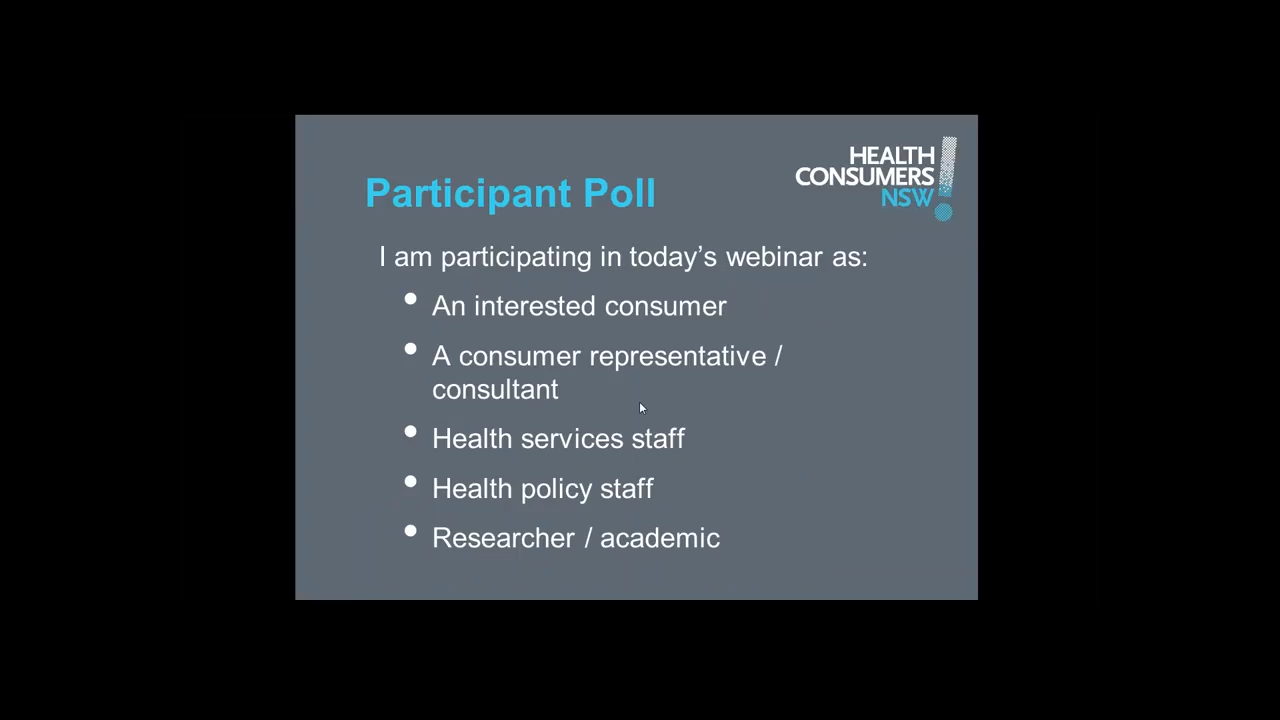 HEALTH
CONSUMERS
NSW
Participant Poll
I am participating in today’s webinar as:
• An interested consumer
• A consumer representative /
consultant
• Health services staff
• Health policy staff
• Researcher / academic